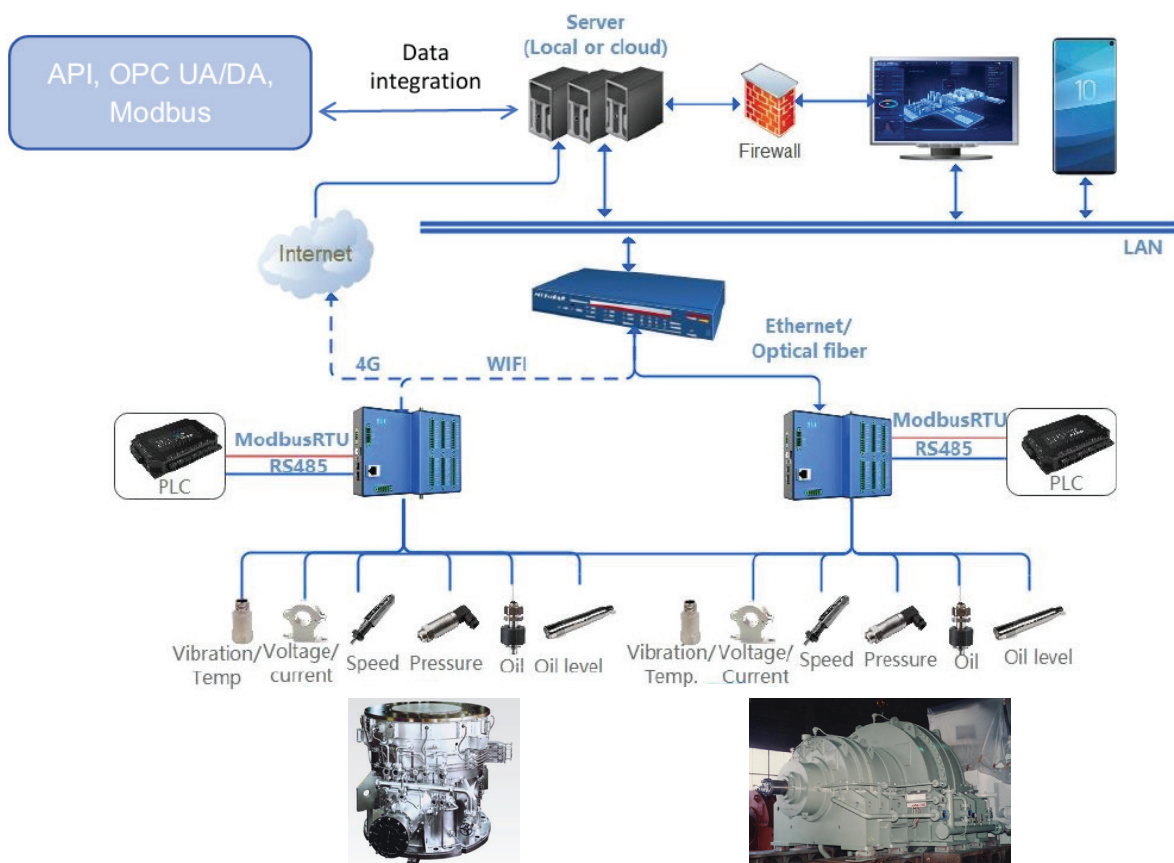 Server
(Local or cloud)
API, OPC UA/DA,
Modbus
Data
integration
10
Firewall
Internet
LAN
Ethernet/
Optical fiber
4G
WIFI
ModbusRTU
RS485
PLC
ModbusRTU
RS485
PLC
Vibration/
Temp
Voltage/
current
Speed
Pressure
Oil
Oil level
Vibration/
Temp.
Voltage/
Current
Speed
Pressure
Oil
Oil level